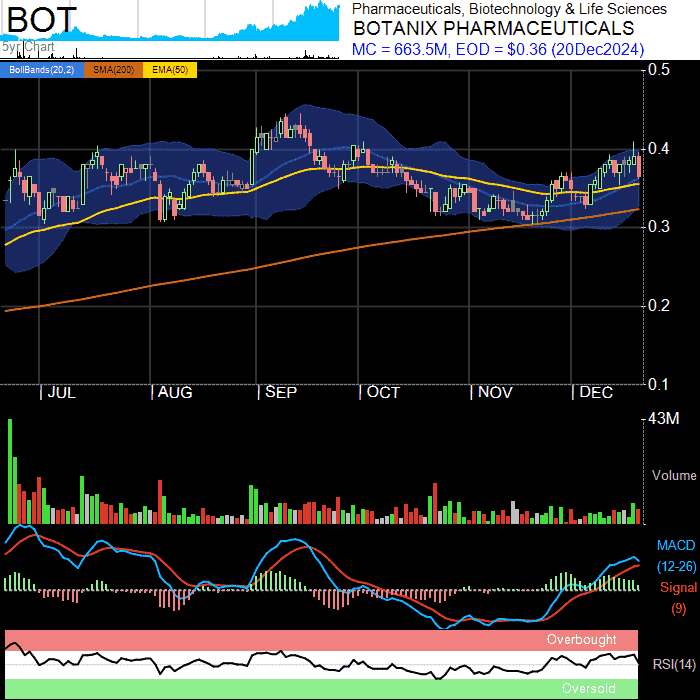 BOT
5yr Chart
Pharmaceuticals, Biotechnology & Life Sciences
BOTANIX PHARMACEUTICALS
MC = 663.5M, EOD = $0.36 (20Dec2024)
BollBands(20,2) SMA(200) EMA(50)
0.5
0.4
0.3
0.2
0.1
JUL AUG SEP OCT NOV DEC
43M
Volume
MACD
(12-26)
Signal
(9)
Overbought
RSI(14)
Oversold